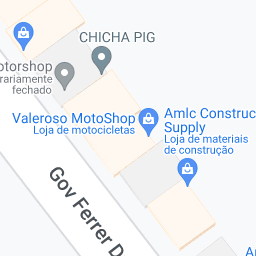 CHICHA PIG
otorshop
rariamente
fechado
Valeroso MotoShop
Loja de motocicletas
Amlc Construc
Supply
Loja de materiais
de construção
Gov Ferrer D